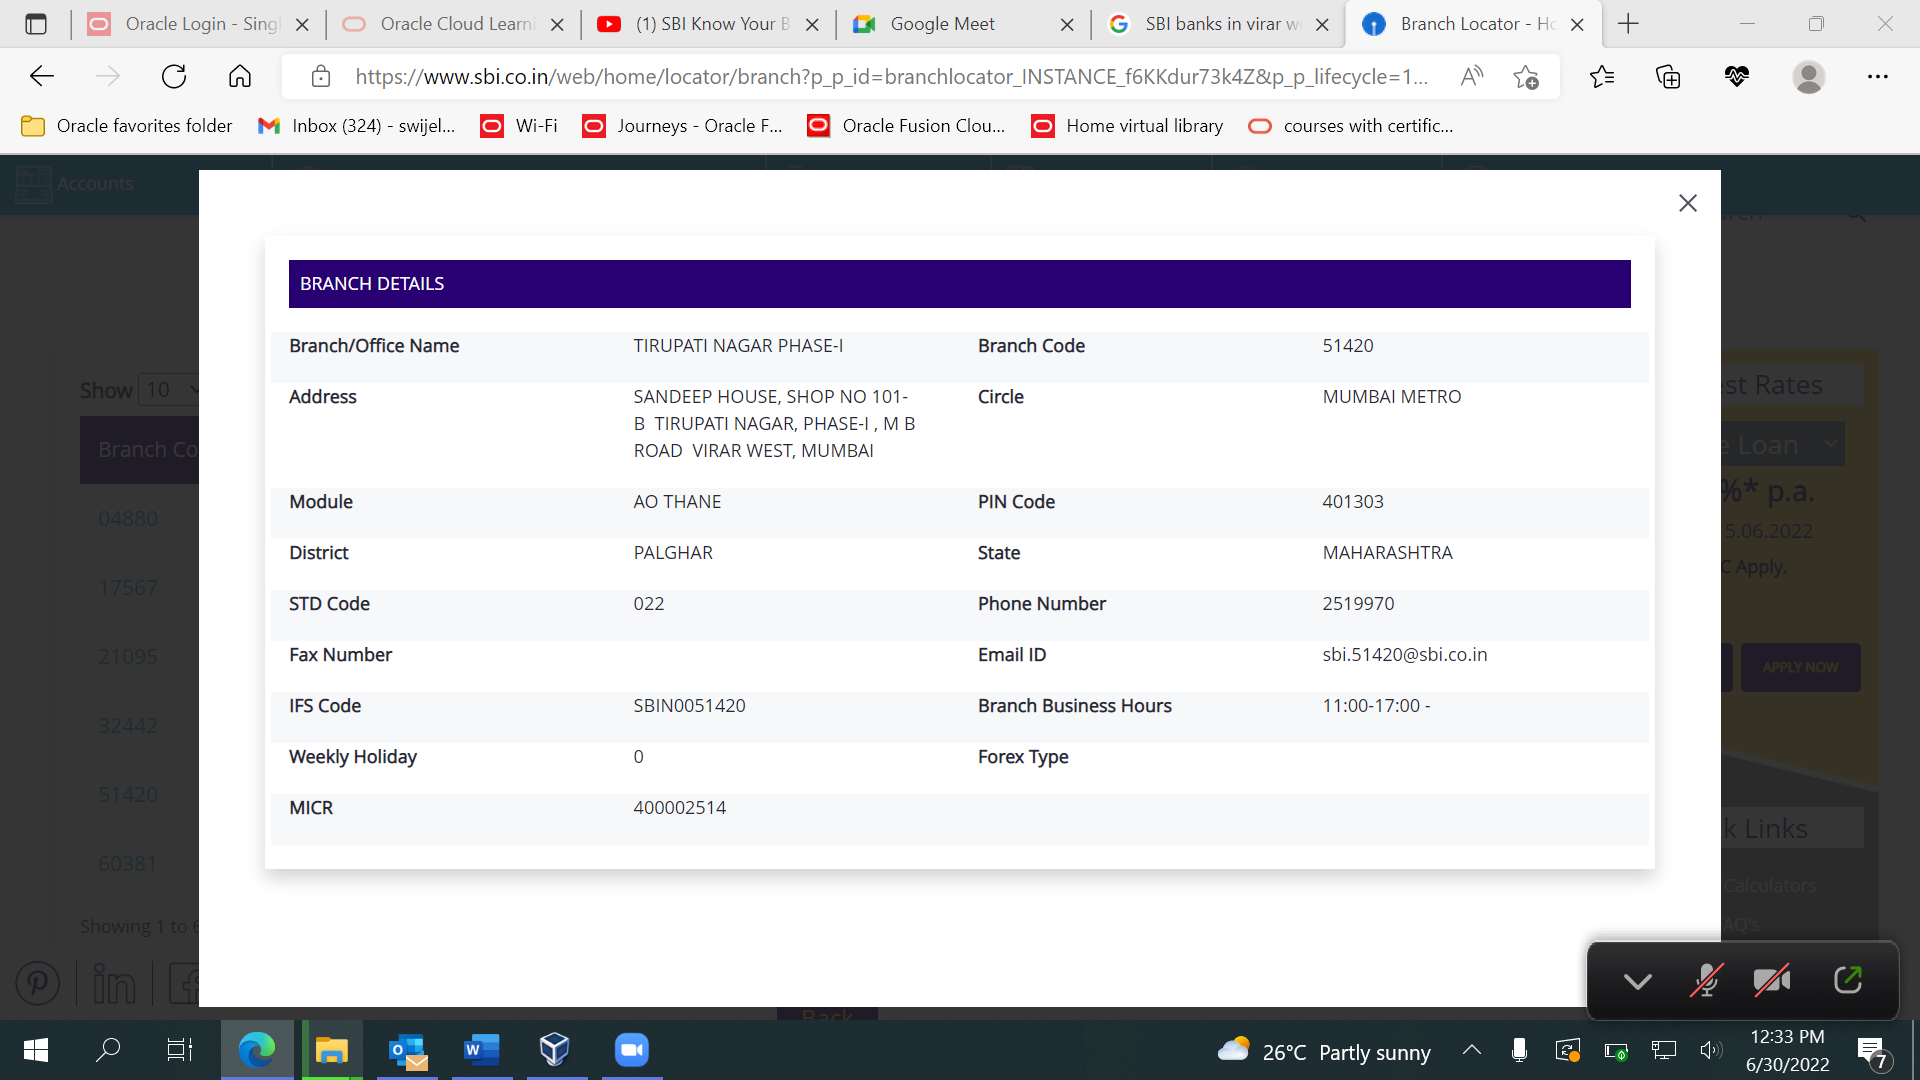 Oracle Login - Singl
Oracle Cloud Learni
(1) SBI Know Your B
Google Meet
SBI banks in virar w
Branch Locator - Ho
https://www.sbi.co.in/web/home/locator/branch?p_p_id=branchlocator_INSTANCE_f6KKdur73k4Z&p_p_lifecycle=1...
Oracle favorites folder
Inbox (324) - swijel...
Wi-Fi
Journeys - Oracle F...
Oracle Fusion Clou...
Home virtual library
courses with certific...
Accounts
BRANCH DETAILS
Branch/Office Name TIRUPATI NAGAR PHASE-I Branch Code 51420
Address SANDEEP HOUSE, SHOP NO 101- Circle MUMBAI METRO
B TIRUPATI NAGAR, PHASE-I , M B
ROAD VIRAR WEST, MUMBAI
Module AO THANE PIN Code 401303
District PALGHAR State MAHARASHTRA
STD Code 022 Phone Number 2519970
Fax Number Email ID sbi.51420@sbi.co.in
IFS Code SBIN0051420 Branch Business Hours 11:00-17:00 -
Weekly Holiday 0 Forex Type
MICR 400002514
Show 10
Branch Co
04880
17567
21095
32442
51420
60381
Showing 1 to 6
est Rates
e Loan
%* p.a.
5.06.2022
C Apply.
APPLY NOW
k Links
Calculators
AQ's
Back
26°C Partly sunny
12:33 PM
6/30/2022
7